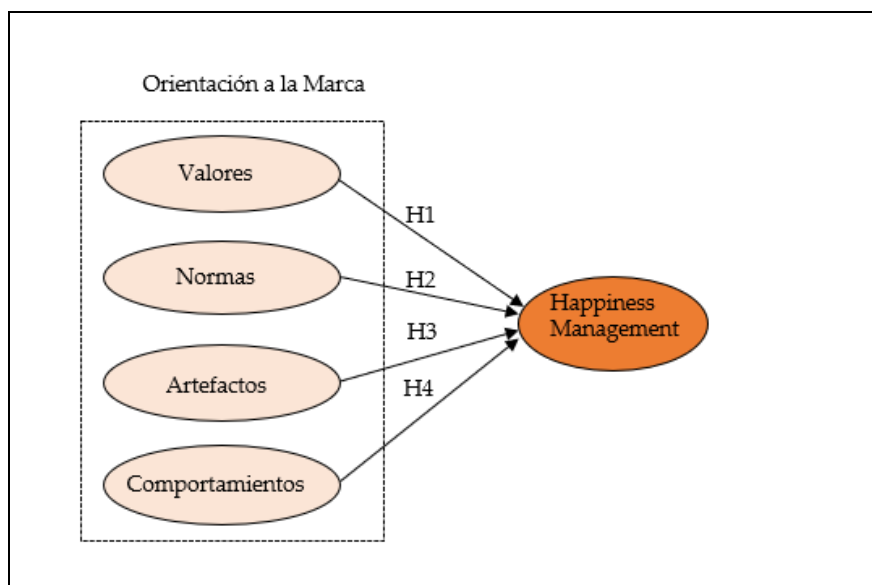 Orientación a la Marca
Valores
H1
Normas
H2
Happiness
Management
H3
Artefactos
H4
Comportamientos